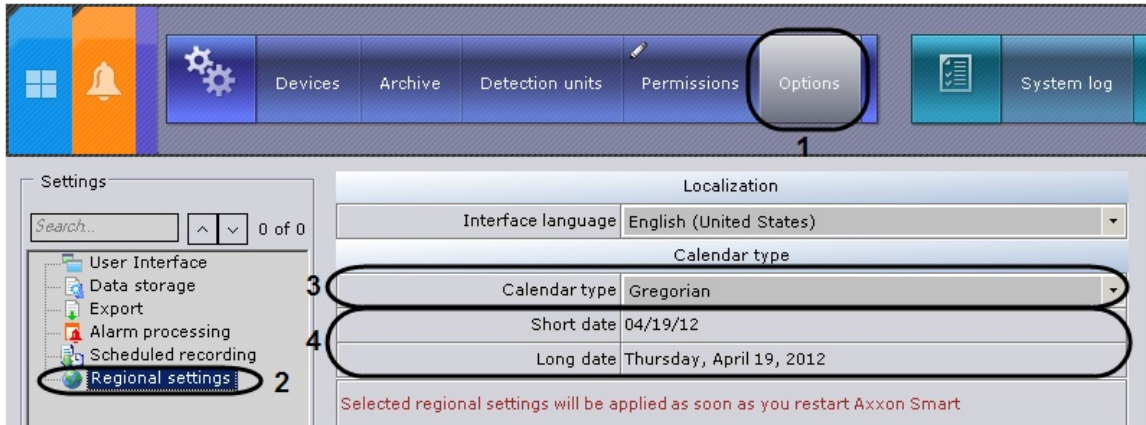 Devices Archive Detection units Permissions Options System log
1
Settings
Search... 0 of 0
User Interface
Data storage
Export
Alarm processing
Scheduled recording
Regional settings 2
Localization
Interface language English (United States)
Calendar type
3 Calendar type Gregorian
4 Short date 04/19/12
Long date Thursday, April 19, 2012
Selected regional settings will be applied as soon as you restart Axxon Smart